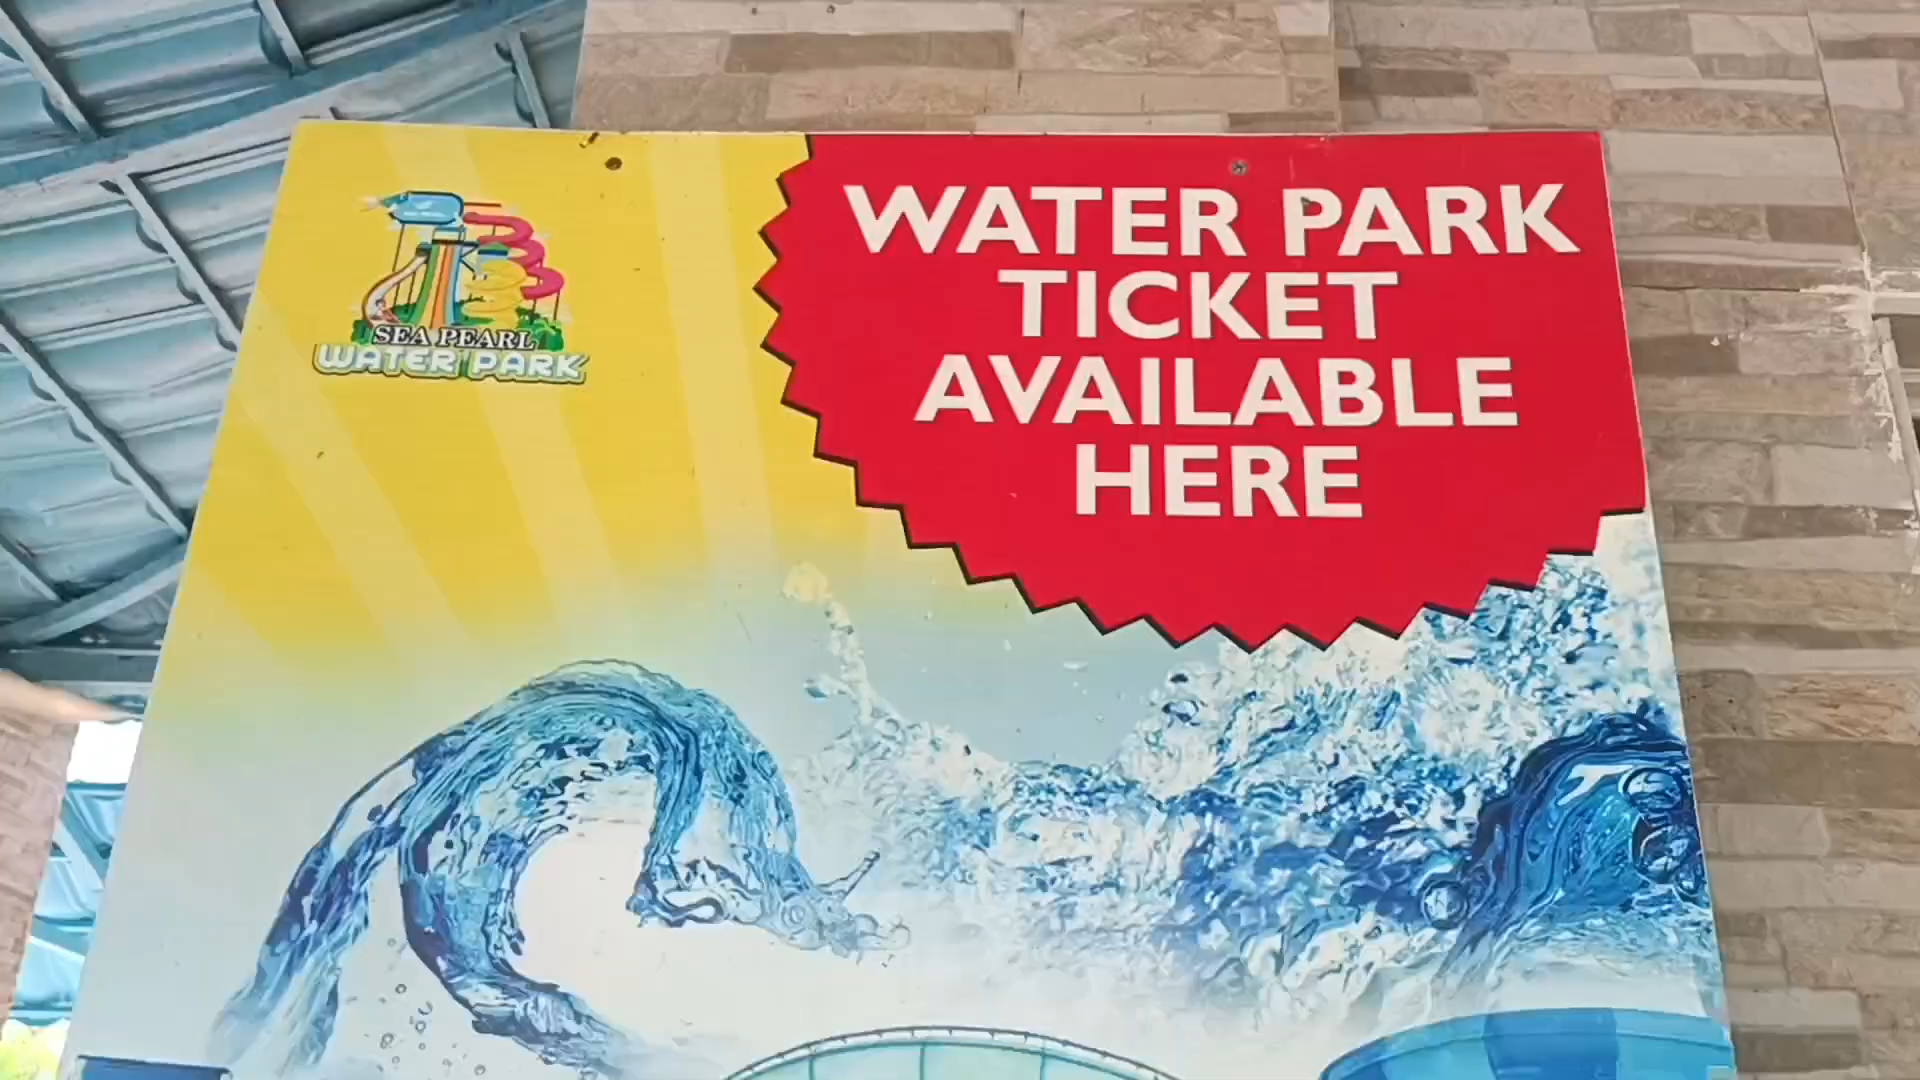 SEA PEARL
WATER PARK
WATER PARK
TICKET
AVAILABLE
HERE